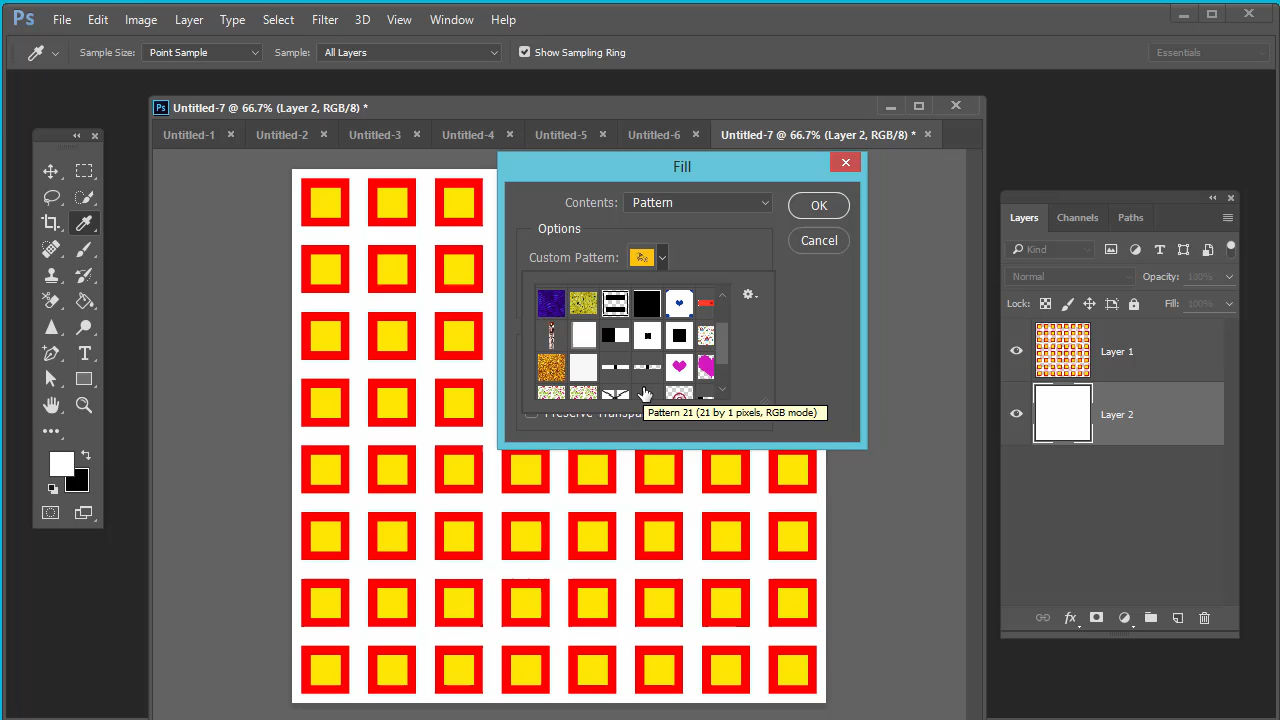 Ps File Edit Image Layer Type Select Filter 3D View Window Help
Sample Size: Point Sample Sample: All Layers Show Sampling Ring Essentials
Ps Untitled-7 @ 66.7% (Layer 2, RGB/8) *
Untitled-1 Untitled-2 Untitled-3 Untitled-4 Untitled-5 Untitled-6 Untitled-7 @ 66.7% (Layer 2, RGB/8) *
Fill
Contents: Pattern OK
Options
Cancel
Custom Pattern:
Preserve Transpa
Pattern 21 (21 by 1 pixels, RGB mode)
Layers Channels Paths
Kind
Normal Opacity: 100%
Lock: Fill: 100%
Layer 1
Layer 2
fx